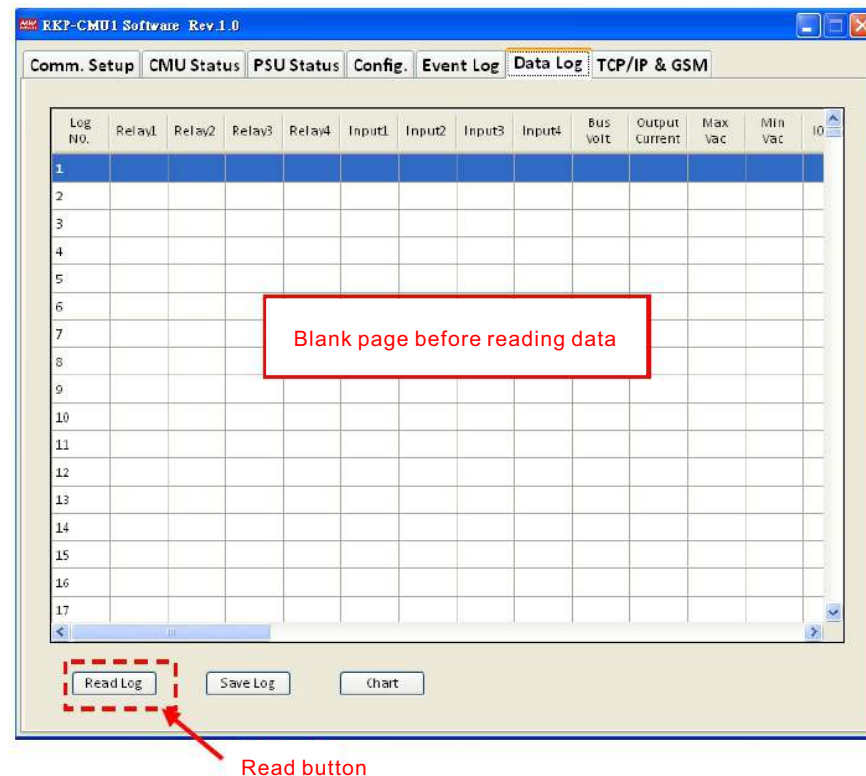 RKP-CMU1 Software Rev.1.0
Comm. Setup CMU Status PSU Status Config. Event Log Data Log TCP/IP & GSM
Log NO. Relay1 Relay2 Relay3 Relay4 Input1 Input2 Input3 Input4 Bus Volt Output Current Max Vac Min Vac IO
1
2
3
4
5
6
7
Blank page before reading data
8
9
10
11
12
13
14
15
16
17
Read Log Save Log Chart
Read button